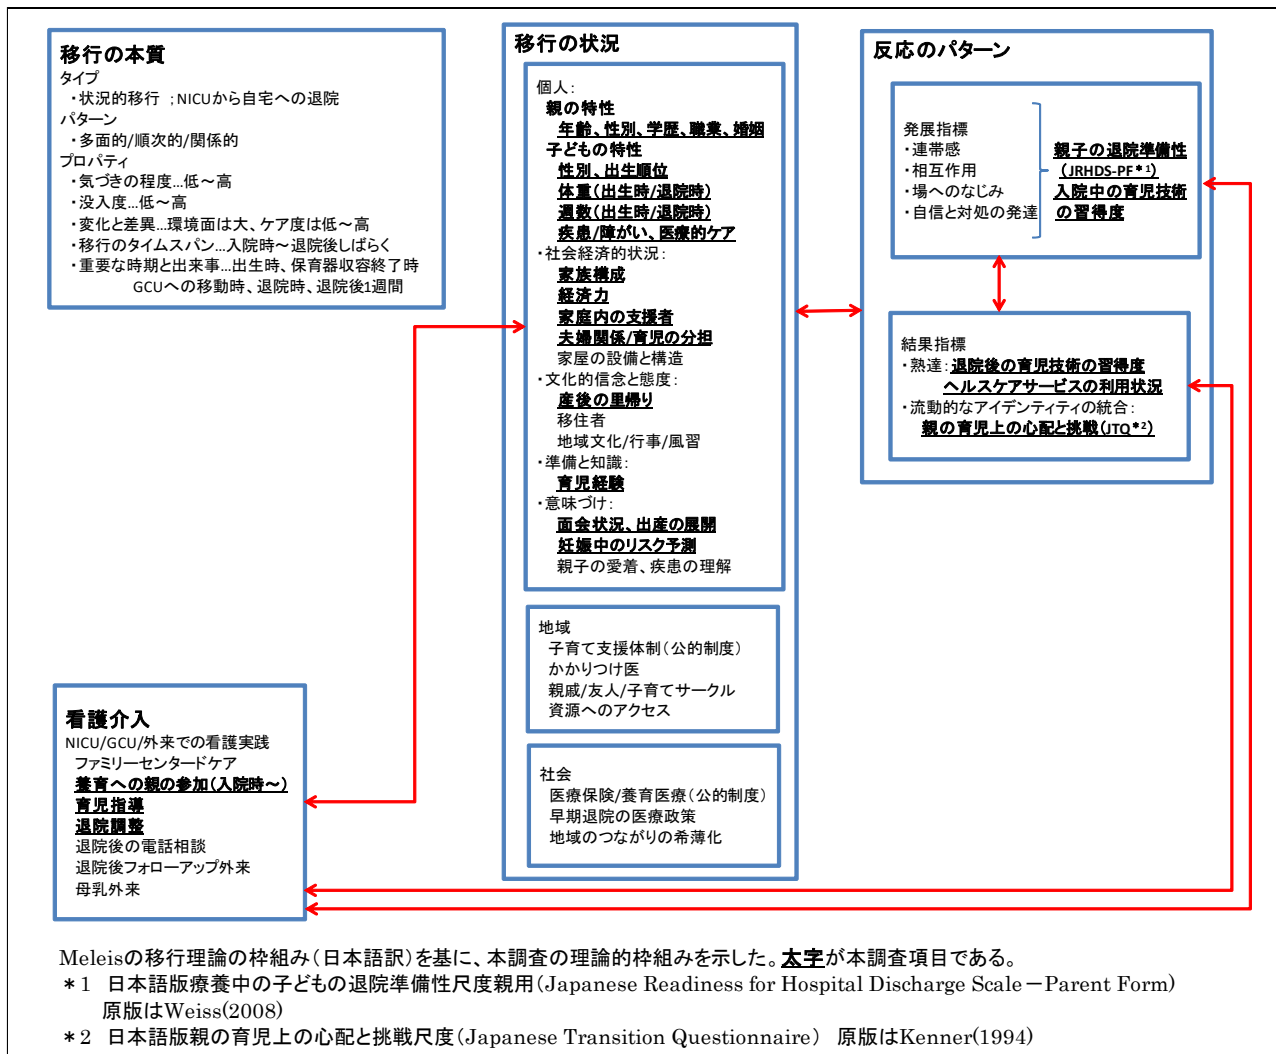 移行の本質
タイプ
・状況的移行 ;NICUから自宅への退院
パターン
・多面的/順次的/関係的
プロパティ
・気づきの程度…低～高
・没入度…低～高
・変化と差異…環境面は大、ケア度は低～高
・移行のタイムスパン…入院時～退院後しばらく
・重要な時期と出来事…出生時、保育器収容終了時
GCUへの移動時、退院時、退院後1週間
移行の状況
個人:
親の特性
年齢、性別、学歴、職業、婚姻
子どもの特性
性別、出生順位
体重(出生時/退院時)
週数(出生時/退院時)
疾患/障がい、医療的ケア
・社会経済的状況:
家族構成
経済力
家庭内の支援者
夫婦関係/育児の分担
家屋の設備と構造
・文化的信念と態度:
産後の里帰り
移住者
地域文化/行事/風習
・準備と知識:
育児経験
・意味づけ:
面会状況、出産の展開
妊娠中のリスク予測
親子の愛着、疾患の理解
地域
子育て支援体制(公的制度)
かかりつけ医
親戚/友人/子育てサークル
資源へのアクセス
社会
医療保険/養育医療(公的制度)
早期退院の医療政策
地域のつながりの希薄化
反応のパターン
発展指標
・連帯感
・相互作用
・場へのなじみ
・自信と対処の発達
親子の退院準備性
(JRHDS-PF*1)
入院中の育児技術
の習得度
結果指標
・熟達:退院後の育児技術の習得度
ヘルスケアサービスの利用状況
・流動的なアイデンティティの統合:
親の育児上の心配と挑戦(JTQ*2)
看護介入
NICU/GCU/外来での看護実践
ファミリーセンタードケア
養育への親の参加(入院時～)
育児指導
退院調整
退院後の電話相談
退院後フォローアップ外来
母乳外来
Meleisの移行理論の枠組み(日本語訳)を基に、本調査の理論的枠組みを示した。太字が本調査項目である。
*1 日本語版療養中の子どもの退院準備性尺度親用(Japanese Readiness for Hospital Discharge Scale－Parent Form)
原版はWeiss(2008)
*2 日本語版親の育児上の心配と挑戦尺度(Japanese Transition Questionnaire) 原版はKenner(1994)